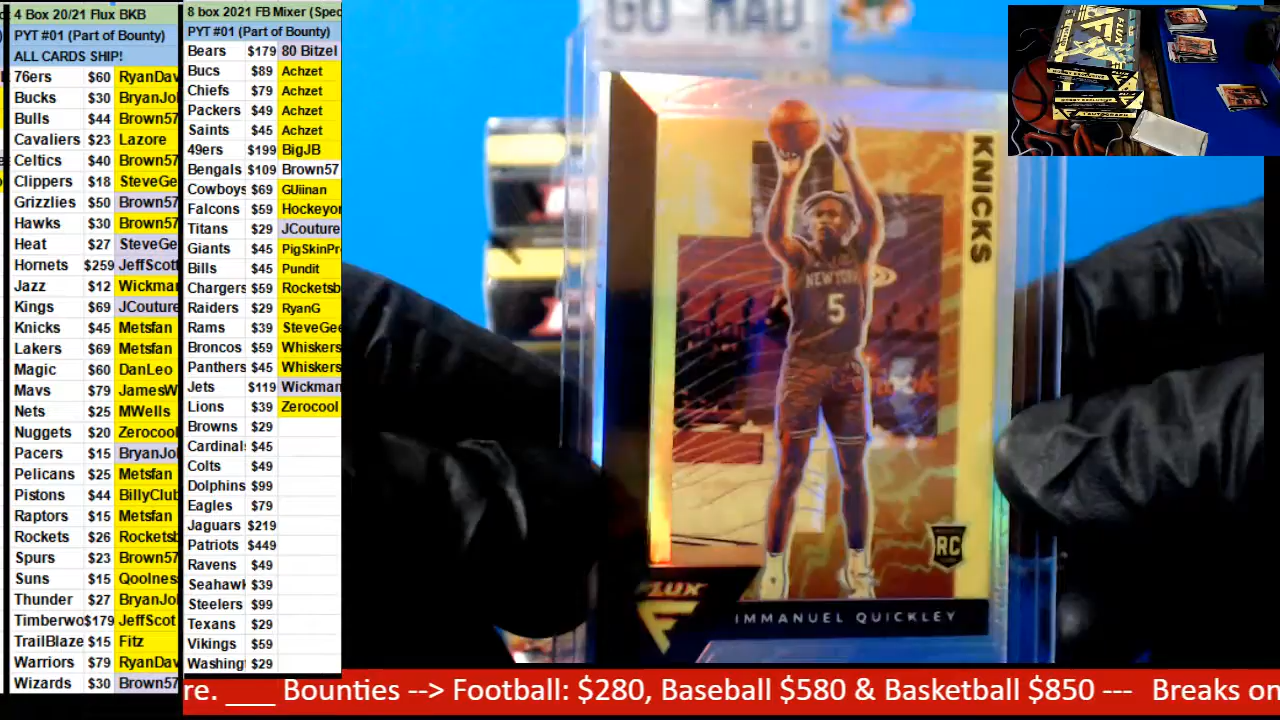 4 Box 20/21 Flux BKB
PYT #01 (Part of Bounty)
ALL CARDS SHIP!
76ers $60 RyanDav
Bucks $30 BryanJo
Bulls $44 Brown57
Cavaliers $23 Lazore
Celtics $40 Brown57
Clippers $18 SteveGe
Grizzlies $50 Brown57
Hawks $30 Brown57
Heat $27 SteveGe
Hornets $259 JeffScott
Jazz $12 Wickma
Kings $69 JCouture
Knicks $45 Metsfan
Lakers $69 Metsfan
Magic $60 DanLeo
Mavs $79 JamesW
Nets $25 MWells
Nuggets $20 Zerocool
Pacers $15 BryanJo
Pelicans $25 Metsfan
Pistons $44 BillyClub
Raptors $15 Metsfan
Rockets $26 Rocketsb
Spurs $23 Brown57
Suns $15 Qoolnes
Thunder $27 BryanJo
Timberwo $179 JeffScot
TrailBlaze $15 Fitz
Warriors $79 RyanDav
Wizards $30 Brown57
8 box 2021 FB Mixer (Spec
PYT #01 (Part of Bounty)
Bears $179 80 Bitzel
Bucs $89 Achzet
Chiefs $79 Achzet
Packers $49 Achzet
Saints $45 Achzet
49ers $199 BigJB
Bengals $109 Brown57
Cowboys $69 GUiinan
Falcons $59 Hockeyor
Titans $29 JCouture
Giants $45 PigSkinPr
Bills $45 Pundit
Chargers $59 Rocketsb
Raiders $29 RyanG
Rams $39 SteveGee
Broncos $59 Whiskers
Panthers $45 Whiskers
Jets $119 Wickman
Lions $39 Zerocool
Browns $29
Cardinal $45
Colts $49
Dolphins $99
Eagles $79
Jaguars $219
Patriots $449
Ravens $49
Seahawk $39
Steelers $99
Texans $29
Vikings $59
Washing $29
GO MAD
KNICKS
NEW YORK
5
RC
FLUX
IMMANUEL QUICKLEY
FLUX
re. ___ Bounties --> Football: $280, Baseball $580 & Basketball $850 --- Breaks on